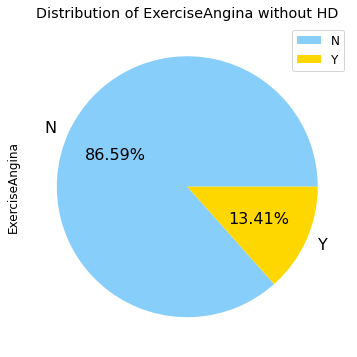 Distribution of ExerciseAngina without HD
N
Y
N
86.59%
ExerciseAngina
13.41%
Y